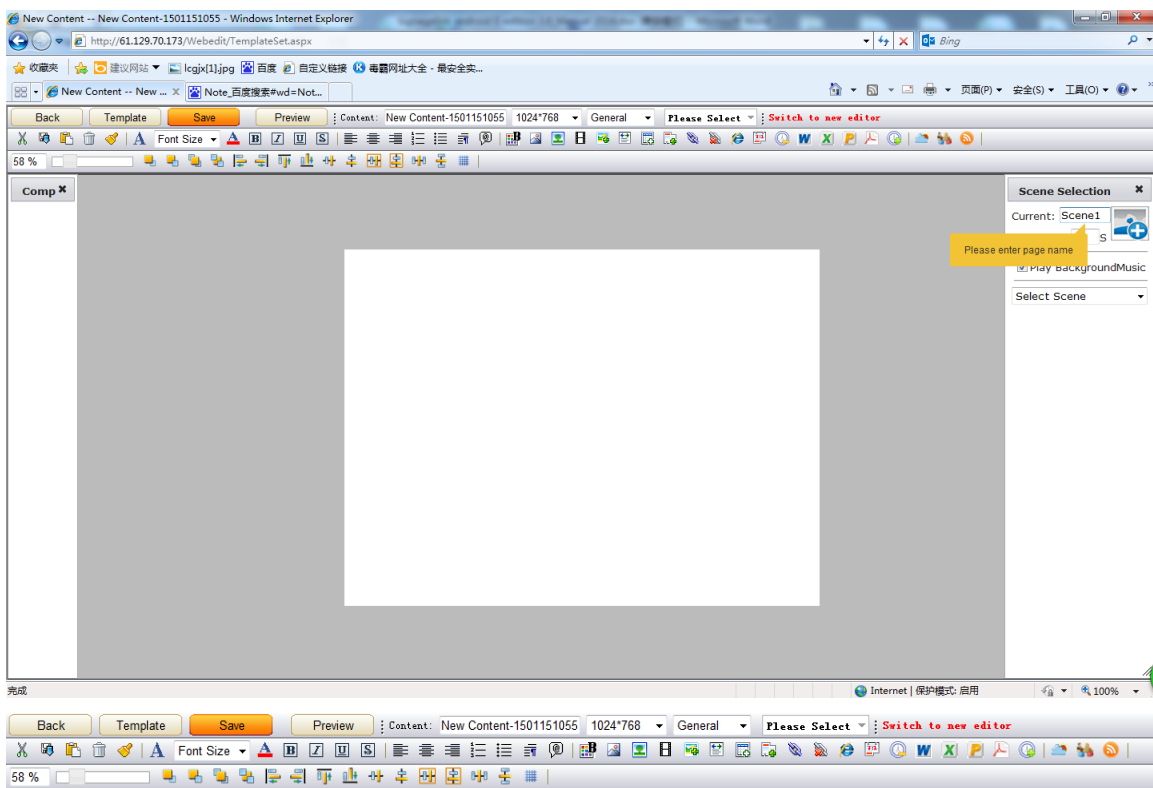 New Content -- New Content-1501151055 - Windows Internet Explorer
http://61.129.70.173/Webedit/TemplateSet.aspx
Bing
收藏夹 建议网站 lcgjx[1].jpg 百度 自定义链接 毒霸网址大全 - 最安全实...
New Content -- New ... Note_百度搜索#wd=Not... 页面(P) 安全(S) 工具(O)
Back Template Save Preview Content: New Content-1501151055 1024*768 General Please Select Switch to new editor
A Font Size A B I U S
58 %
Comp
Scene Selection
Current: Scene1
S
Please enter page name
Play BackgroundMusic
Select Scene
完成 Internet | 保护模式: 启用 100%
Back Template Save Preview Content: New Content-1501151055 1024*768 General Please Select Switch to new editor
A Font Size A B I U S
58 %